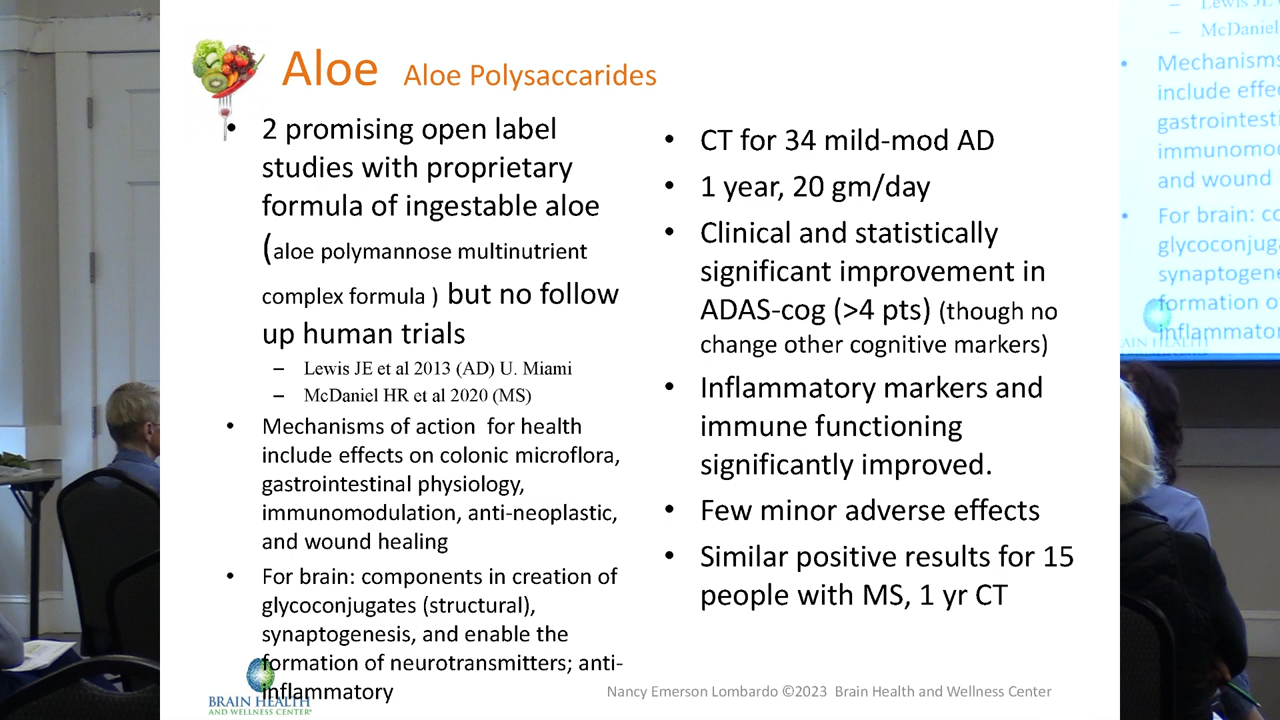 Aloe Aloe Polysaccarides
• 2 promising open label
studies with proprietary
formula of ingestable aloe
(aloe polymannose multinutrient
complex formula ) but no follow
up human trials
– Lewis JE et al 2013 (AD) U. Miami
– McDaniel HR et al 2020 (MS)
• Mechanisms of action for health
include effects on colonic microflora,
gastrointestinal physiology,
immunomodulation, anti-neoplastic,
and wound healing
• For brain: components in creation of
glycoconjugates (structural),
synaptogenesis, and enable the
formation of neurotransmitters; anti-
inflammatory
• CT for 34 mild-mod AD
• 1 year, 20 gm/day
• Clinical and statistically
significant improvement in
ADAS-cog (>4 pts) (though no
change other cognitive markers)
• Inflammatory markers and
immune functioning
significantly improved.
• Few minor adverse effects
• Similar positive results for 15
people with MS, 1 yr CT
BRAIN HEALTH
AND WELLNESS CENTER®
Nancy Emerson Lombardo ©2023 Brain Health and Wellness Center
– McDaniel
• Mechanisms
include effe
gastrointesti
immunomod
and wound
• For brain: co
glycoconjuga
synaptogene
formation o
inflammator